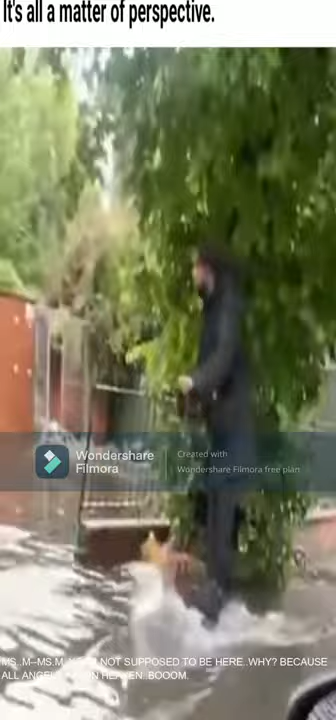 It's all a matter of perspective.
Wondershare
Filmora
Created with
Wondershare Filmora free plan
MS .M--MS.M. NOT SUPPOSED TO BE HERE .WHY? BECAUSE
ALL IN HEAVEN. BOOOM.